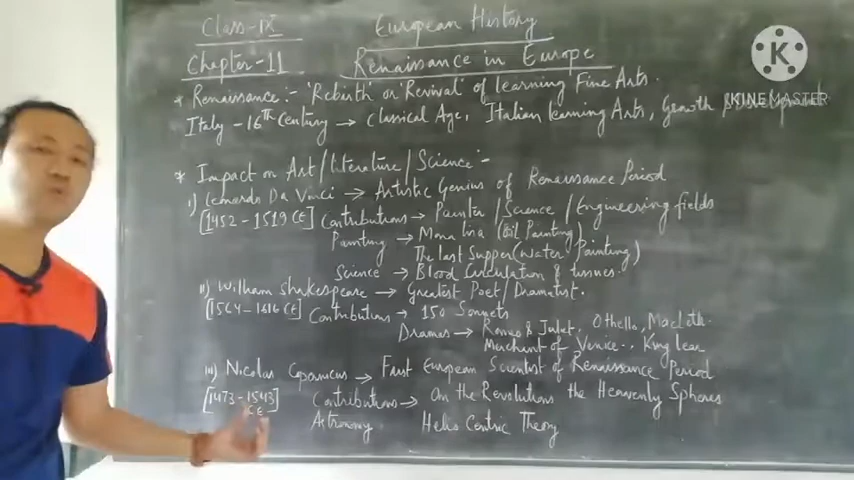 Class-IX European History
Chapter-11 Renaissance in Europe
* Renaissance:- 'Rebirth' or 'Revival' of learning Fine Arts.
Italy - 16th Century → Classical Age, Italian learning Arts, Growth
* Impact on Art/literature/Science:-
i) Leonardo Da Vinci → Artistic Genius of Renaissance Period
[1452-1519 CE] Contributions → Painter/Science/Engineering fields
Painting → Mona Lisa (Oil Painting)
The last Supper (Water Painting)
Science → Blood Circulation & tissues.
ii) William Shakespeare → Greatest Poet/Dramatist.
[1564-1616 CE] Contributions → 150 Sonnets
Dramas → Romeo & Juliet, Othello, Macbeth.
Merchant of Venice.., King lear
iii) Nicolas Copernicus → First European Scientist of Renaissance Period
[1473-1543 CE] Contributions → On the Revolutions the Heavenly Spheres
Astronomy Helio Centric Theory
K
KINEMASTER